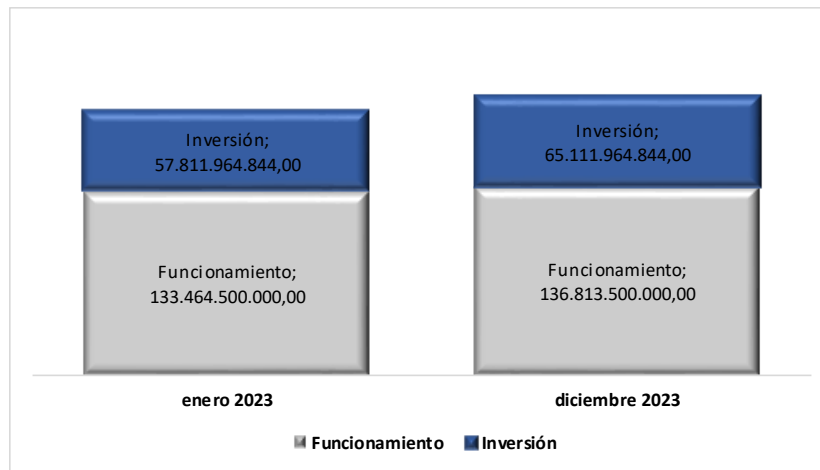 Inversión;
57.811.964.844,00
Inversión;
65.111.964.844,00
Funcionamiento;
133.464.500.000,00
Funcionamiento;
136.813.500.000,00
enero 2023
diciembre 2023
Funcionamiento
Inversión